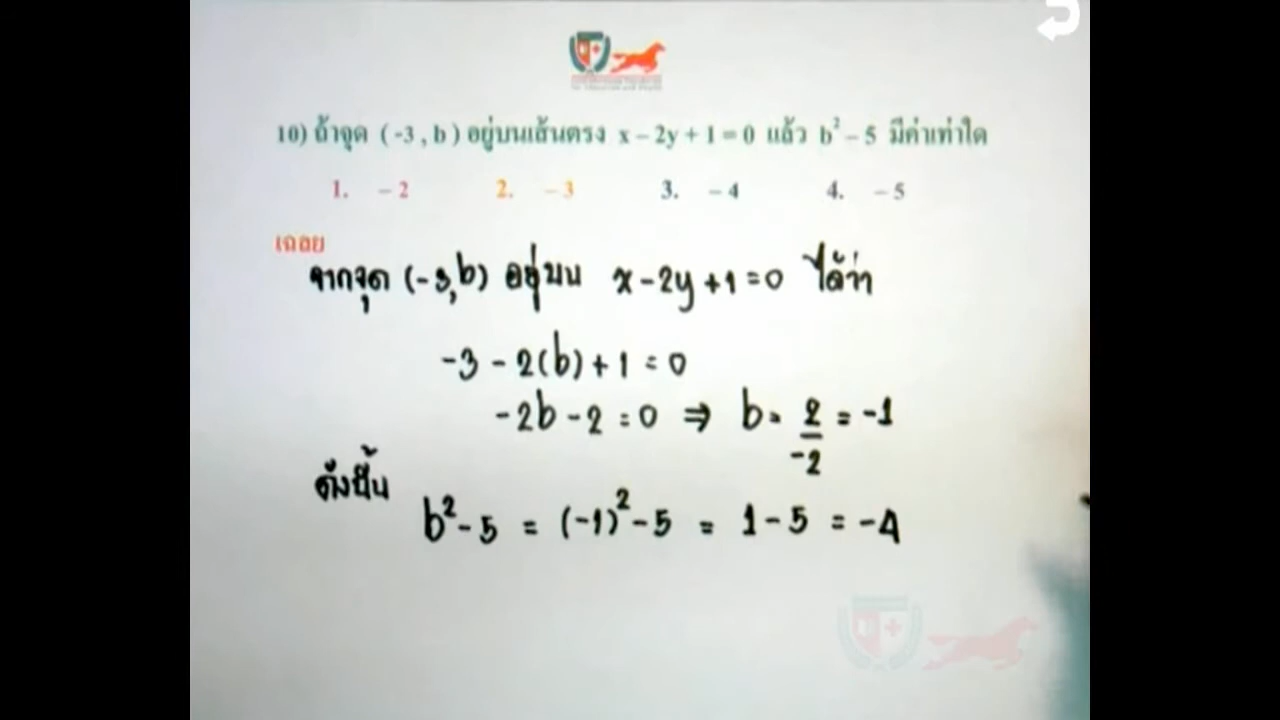 10) ถ้าจุด ( -3 , b ) อยู่บนเส้นตรง x – 2y + 1 = 0 แล้ว b² – 5 มีค่าเท่าใด
1. – 2 2. – 3 3. – 4 4. – 5
เฉลย
จากจุด (-3,b) อยู่บน x-2y+1=0 ได้ว่า
-3 - 2(b) + 1 = 0
-2b - 2 = 0 ⇒ b = 2/-2 = -1
ดังนั้น
b² - 5 = (-1)² - 5 = 1 - 5 = -4